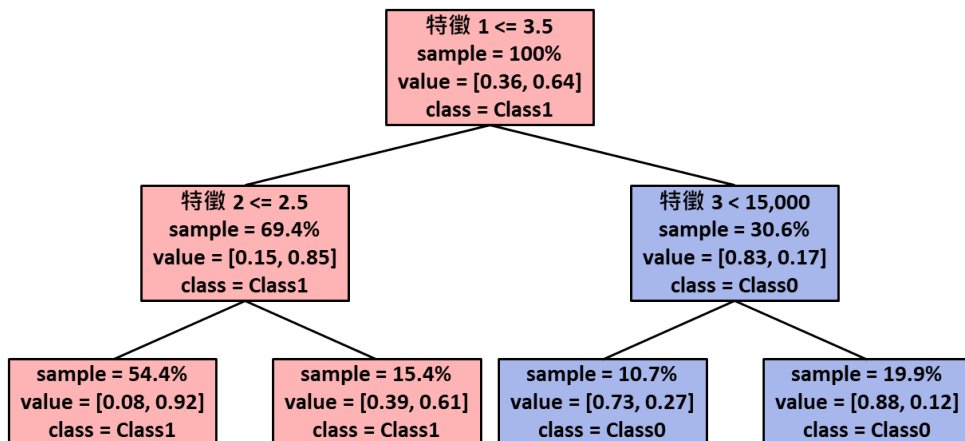 特徵 1 <= 3.5
sample = 100%
value = [0.36, 0.64]
class = Class1
特徵 2 <= 2.5
sample = 69.4%
value = [0.15, 0.85]
class = Class1
特徵 3 < 15,000
sample = 30.6%
value = [0.83, 0.17]
class = Class0
sample = 54.4%
value = [0.08, 0.92]
class = Class1
sample = 15.4%
value = [0.39, 0.61]
class = Class1
sample = 10.7%
value = [0.73, 0.27]
class = Class0
sample = 19.9%
value = [0.88, 0.12]
class = Class0